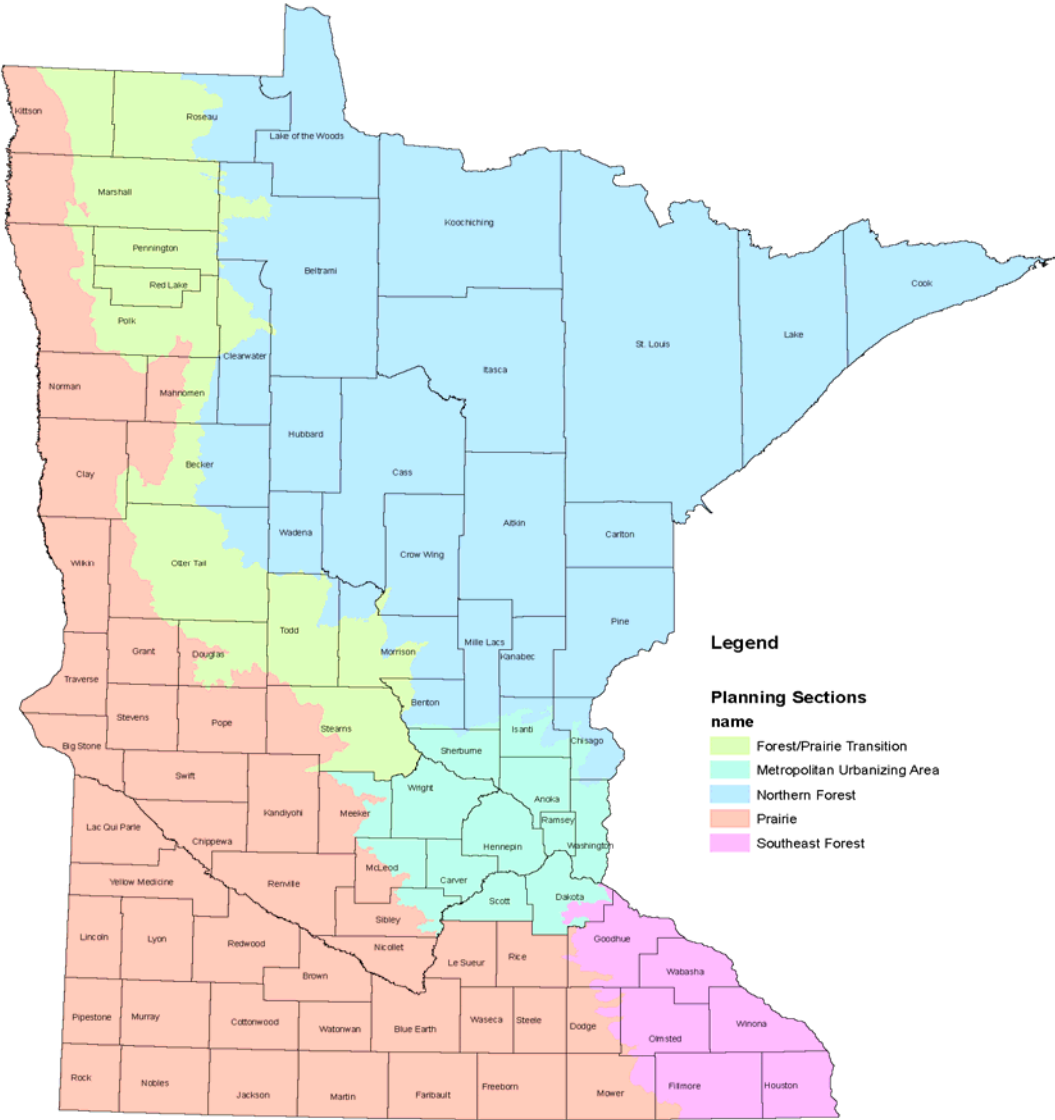 Kittson
Roseau
Lake of the Woods
Marshall
Koochiching
Pennington
Beltrami
Red Lake
Cook
Polk
Lake
St. Louis
Clearwater
Itasca
Norman
Mahnomen
Hubbard
Becker
Cass
Clay
Aitkin
Wadena
Carlton
Crow Wing
Wilkin
Otter Tail
Pine
Todd
Mille Lacs
Legend
Grant
Douglas
Morrison
Kanabec
Traverse
Planning Sections
Benton
name
Stevens
Pope
Stearns
Isanti
Chisago
Forest/Prairie Transition
Big Stone
Sherburne
Metropolitan Urbanizing Area
Swift
Wright
Northern Forest
Anoka
Kandiyohi
Meeker
Ramsey
Prairie
Lac Qui Parle
Chippewa
Hennepin
Washington
Southeast Forest
McLeod
Yellow Medicine
Renville
Carver
Dakota
Scott
Sibley
Lincoln
Lyon
Redwood
Nicollet
Goodhue
Le Sueur
Rice
Brown
Wabasha
Pipestone
Murray
Cottonwood
Watonwan
Blue Earth
Waseca
Steele
Dodge
Winona
Olmsted
Rock
Nobles
Jackson
Martin
Faribault
Freeborn
Mower
Fillmore
Houston